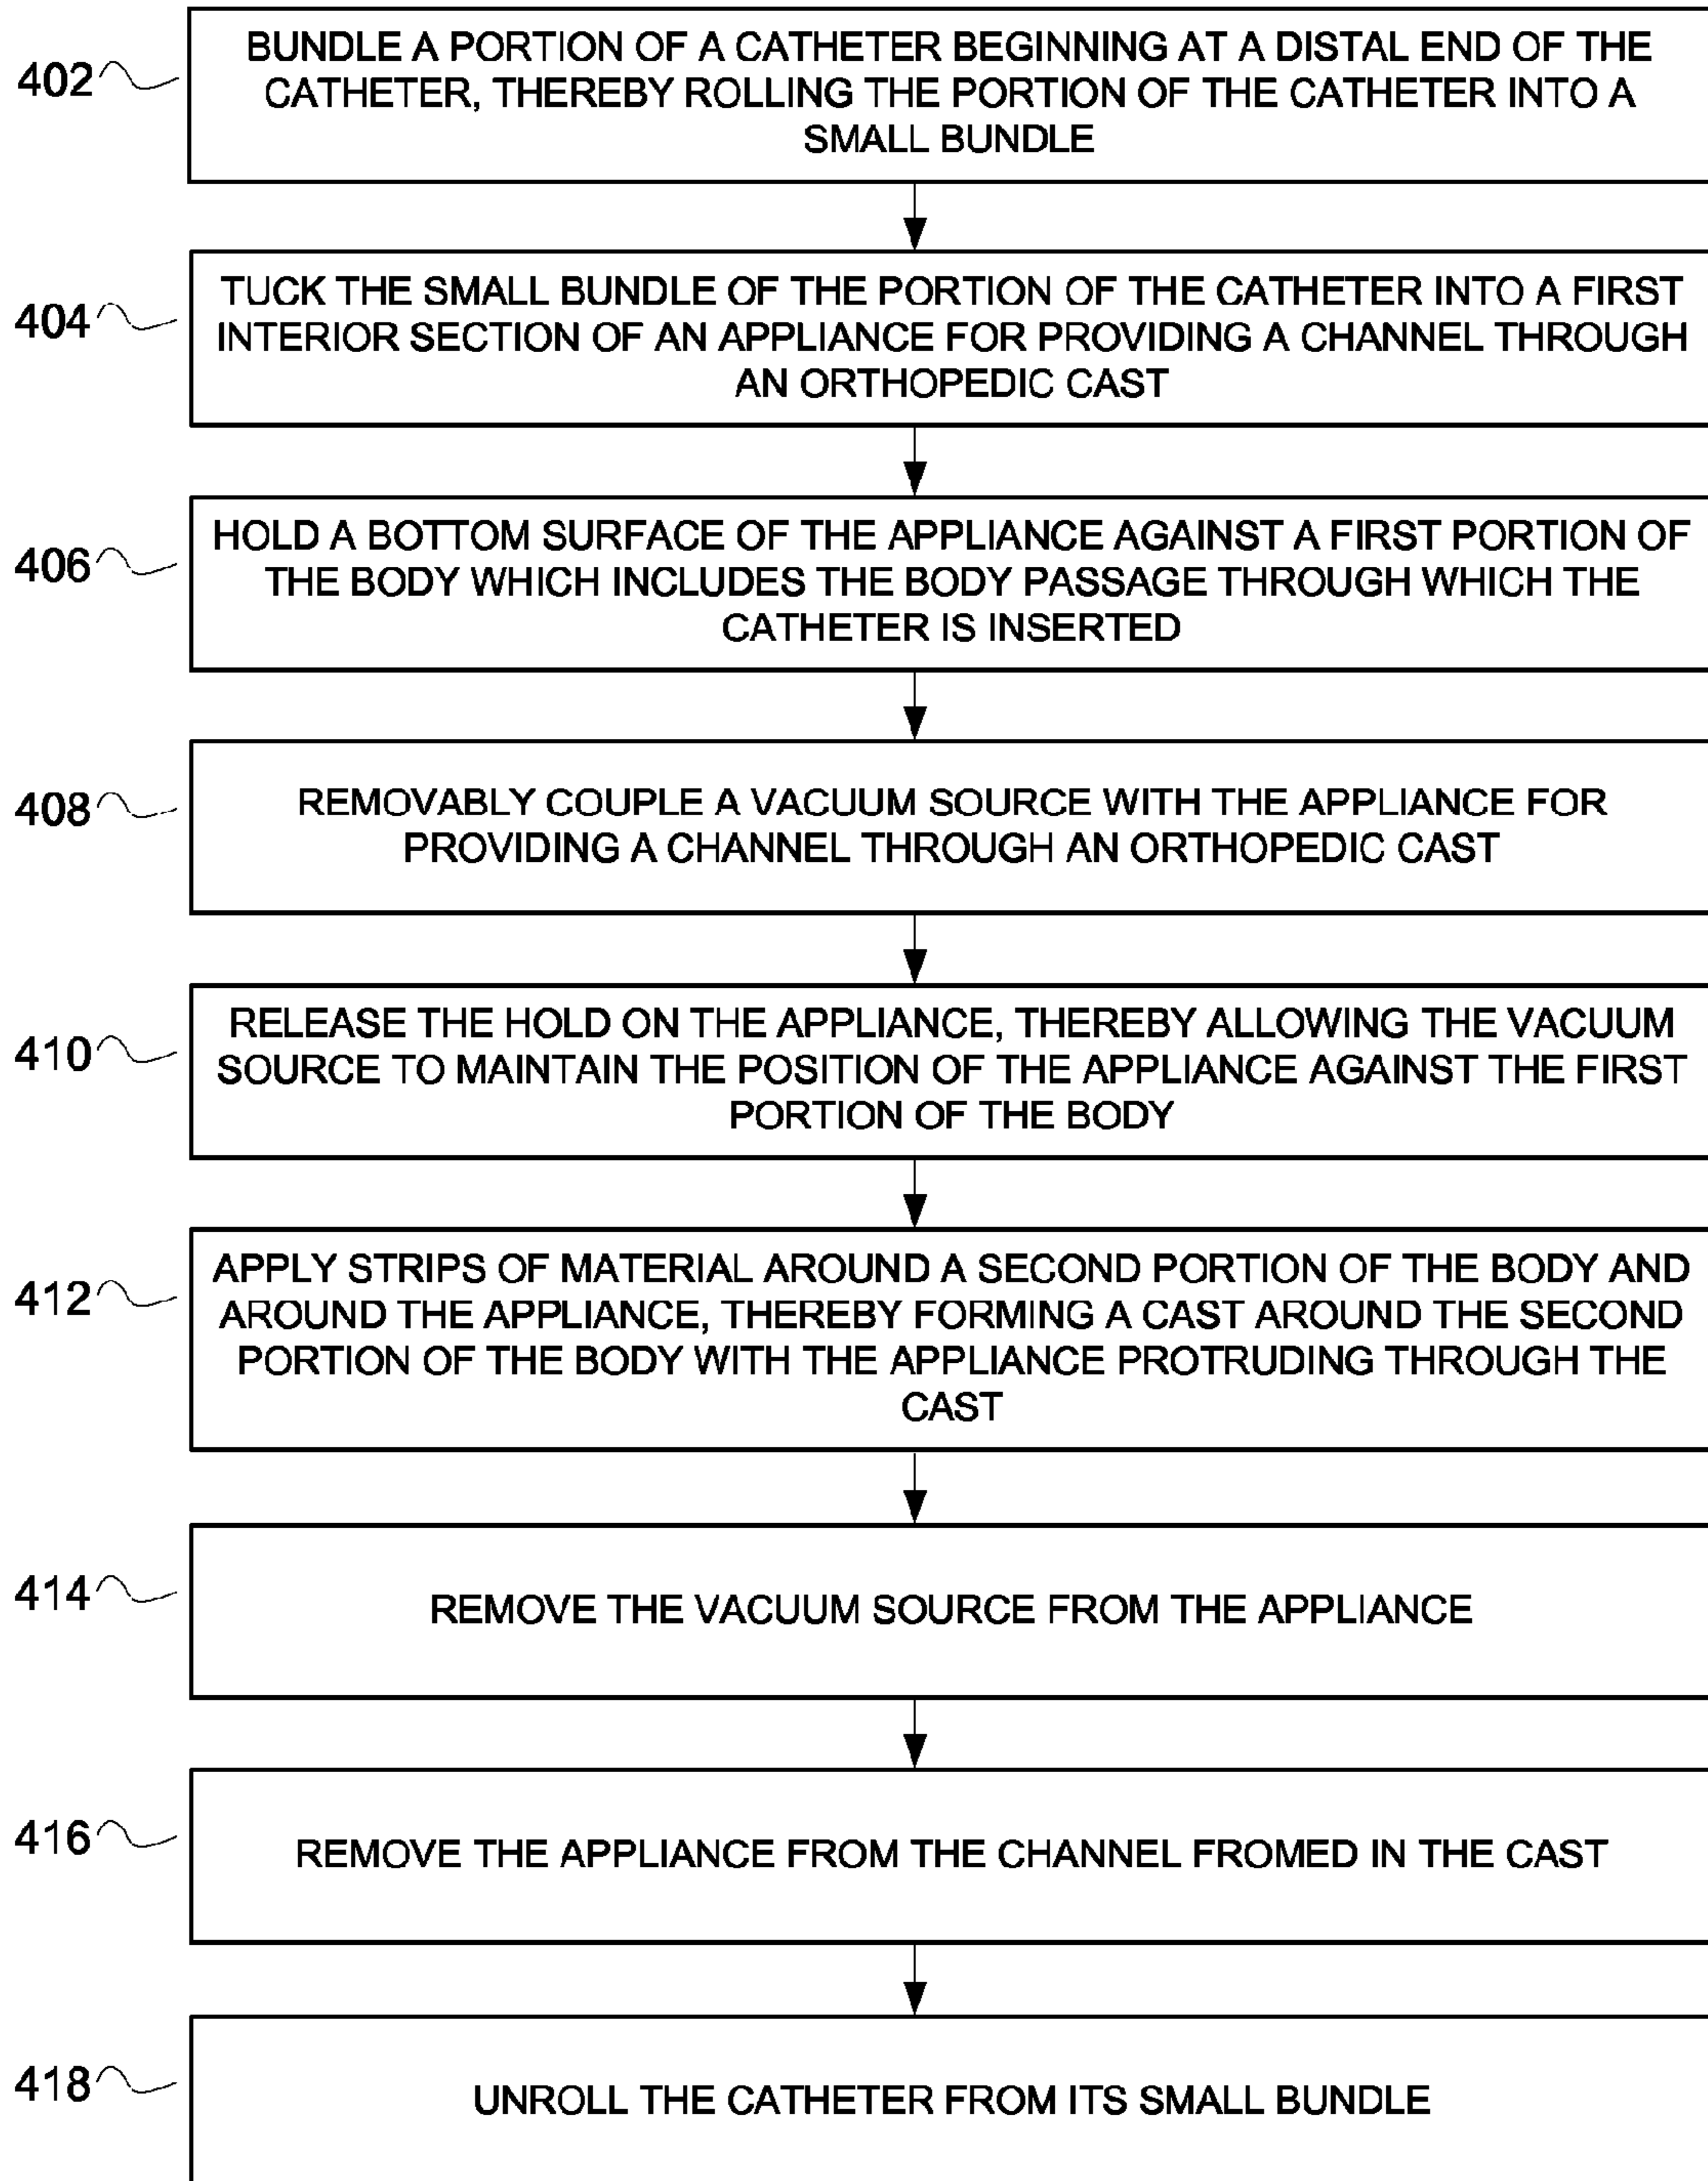 402
BUNDLE A PORTION OF A CATHETER BEGINNING AT A DISTAL END OF THE
CATHETER, THEREBY ROLLING THE PORTION OF THE CATHETER INTO A
SMALL BUNDLE
404
TUCK THE SMALL BUNDLE OF THE PORTION OF THE CATHETER INTO A FIRST
INTERIOR SECTION OF AN APPLIANCE FOR PROVIDING A CHANNEL THROUGH
AN ORTHOPEDIC CAST
406
HOLD A BOTTOM SURFACE OF THE APPLIANCE AGAINST A FIRST PORTION OF
THE BODY WHICH INCLUDES THE BODY PASSAGE THROUGH WHICH THE
CATHETER IS INSERTED
408
REMOVABLY COUPLE A VACUUM SOURCE WITH THE APPLIANCE FOR
PROVIDING A CHANNEL THROUGH AN ORTHOPEDIC CAST
410
RELEASE THE HOLD ON THE APPLIANCE, THEREBY ALLOWING THE VACUUM
SOURCE TO MAINTAIN THE POSITION OF THE APPLIANCE AGAINST THE FIRST
PORTION OF THE BODY
412
APPLY STRIPS OF MATERIAL AROUND A SECOND PORTION OF THE BODY AND
AROUND THE APPLIANCE, THEREBY FORMING A CAST AROUND THE SECOND
PORTION OF THE BODY WITH THE APPLIANCE PROTRUDING THROUGH THE
CAST
414
REMOVE THE VACUUM SOURCE FROM THE APPLIANCE
416
REMOVE THE APPLIANCE FROM THE CHANNEL FROMED IN THE CAST
418
UNROLL THE CATHETER FROM ITS SMALL BUNDLE